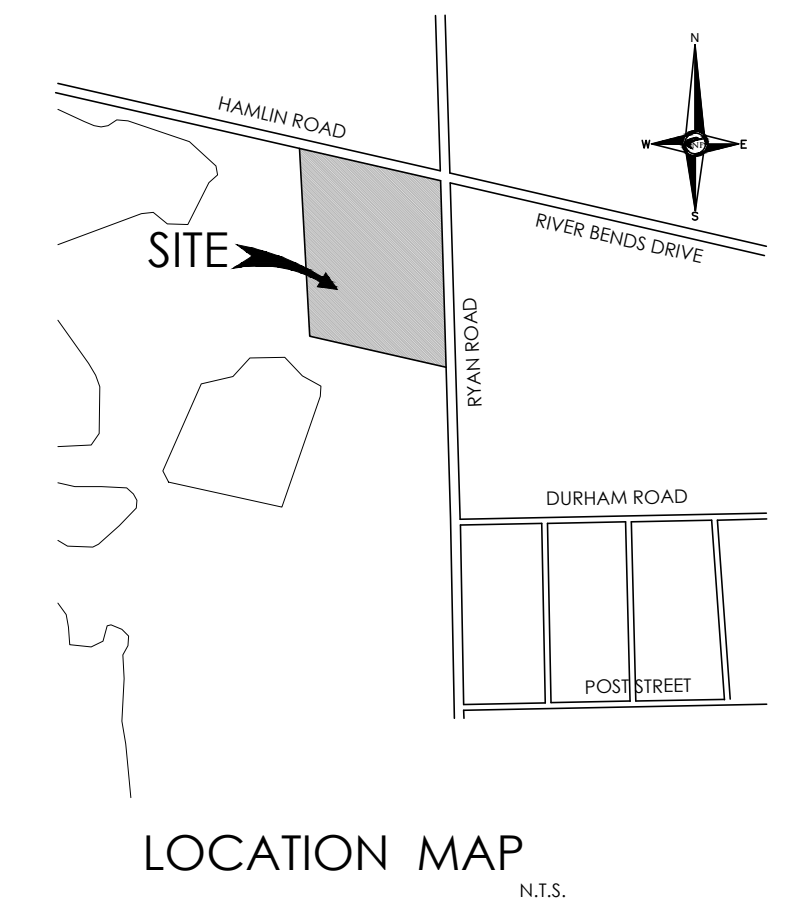 N
HAMLIN ROAD
W
E
S
RIVER BENDS DRIVE
SITE
RYAN ROAD
DURHAM ROAD
POST STREET
LOCATION MAP
N.T.S.